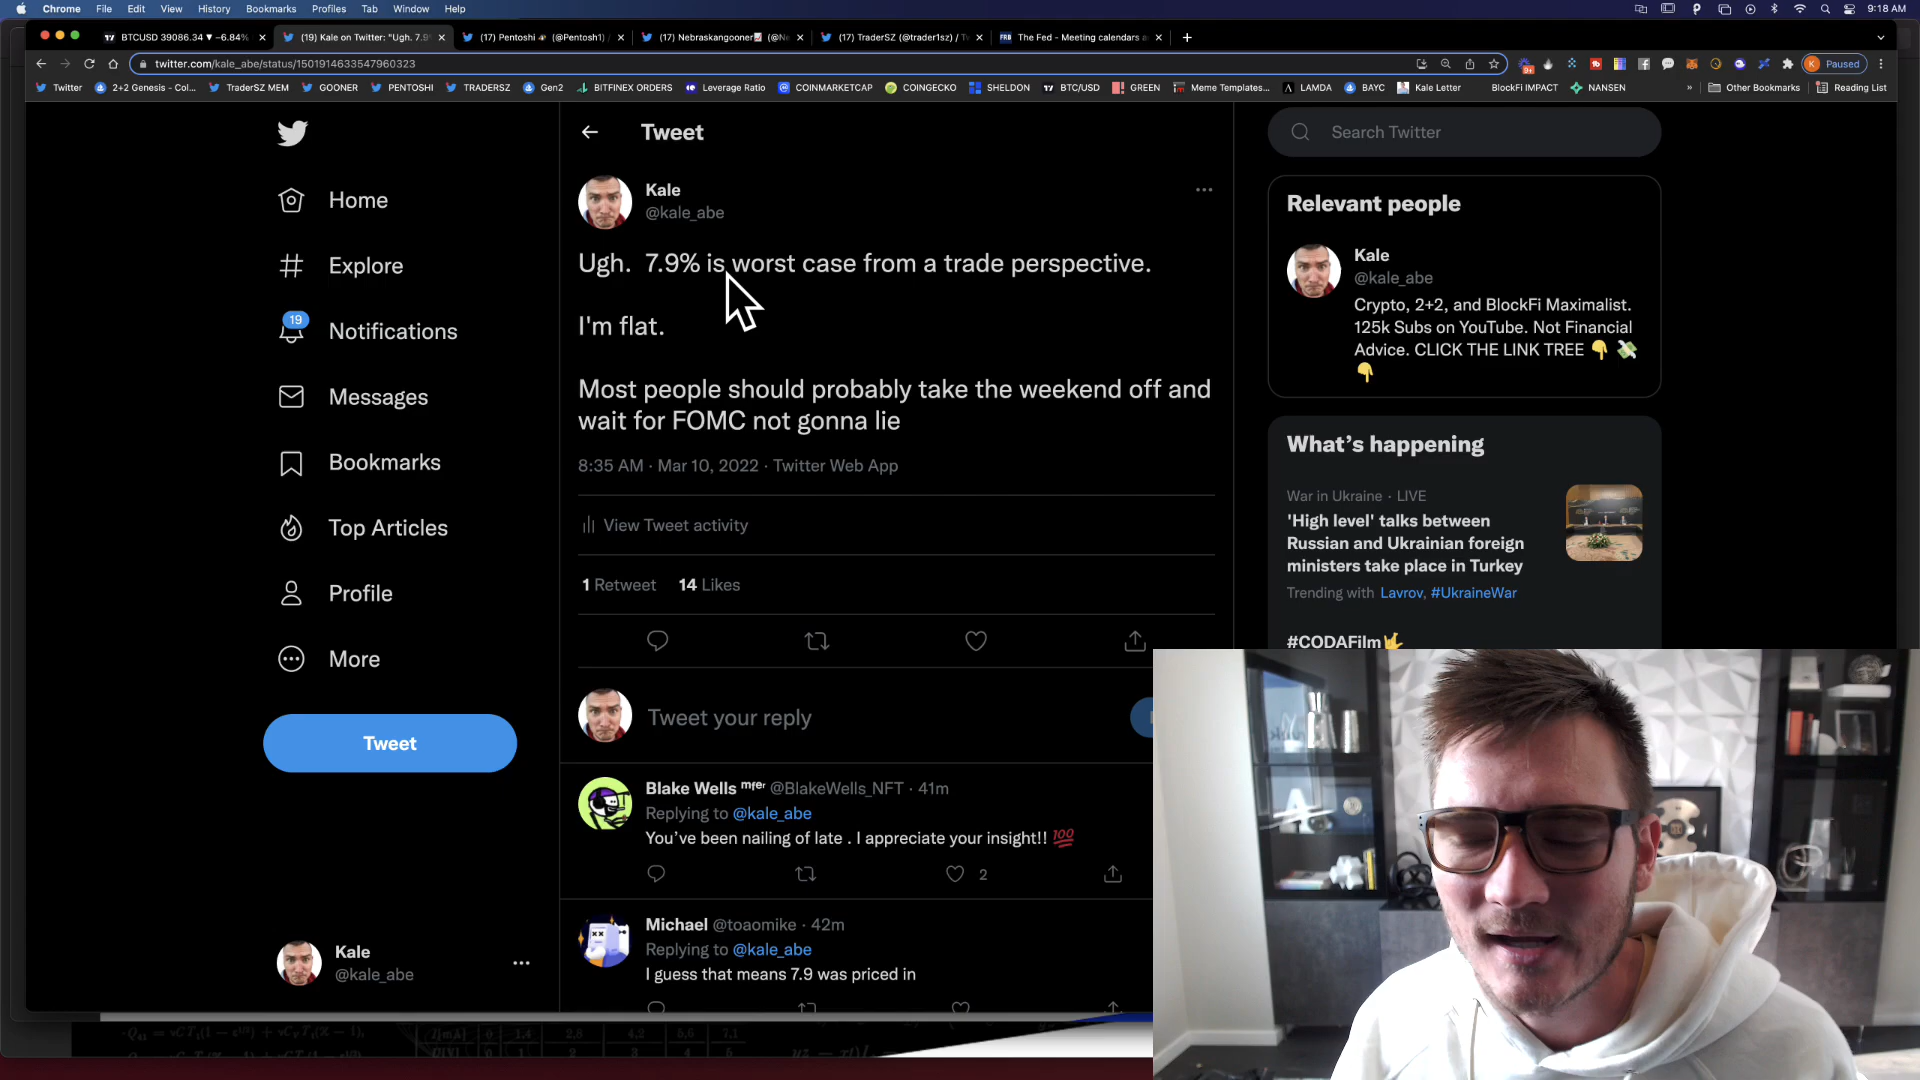 Chrome File Edit View History Bookmarks Profiles Tab Window Help 9:18 AM
BTCUSD 39086.34 ▼ −6.84% (19) Kale on Twitter: "Ugh. 7.9% (17) Pentoshi (@Pentosh1) / (17) Nebraskangooner (@Ne (17) TraderSZ (@trader1sz) / Tw The Fed - Meeting calendars a
twitter.com/kale_abe/status/1501914633547960323 Paused
Twitter 2+2 Genesis - Col... TraderSZ MEM GOONER PENTOSHI TRADERSZ Gen2 BITFINEX ORDERS Leverage Ratio COINMARKETCAP COINGECKO SHELDON BTC/USD GREEN Meme Templates... LAMDA BAYC Kale Letter BlockFi IMPACT NANSEN » Other Bookmarks Reading List
Home
Explore
19
Notifications
Messages
Bookmarks
Top Articles
Profile
More
Tweet
Kale
@kale_abe
Tweet
Kale
@kale_abe
Ugh. 7.9% is worst case from a trade perspective.
I'm flat.
Most people should probably take the weekend off and
wait for FOMC not gonna lie
8:35 AM · Mar 10, 2022 · Twitter Web App
View Tweet activity
1 Retweet 14 Likes
Tweet your reply
Blake Wells mfer @BlakeWells_NFT · 41m
Replying to @kale_abe
You've been nailing of late . I appreciate your insight!! 💯
2
Michael @toaomike · 42m
Replying to @kale_abe
I guess that means 7.9 was priced in
Search Twitter
Relevant people
Kale
@kale_abe
Crypto, 2+2, and BlockFi Maximalist.
125k Subs on YouTube. Not Financial
Advice. CLICK THE LINK TREE 👇 💸
👇
What's happening
War in Ukraine · LIVE
'High level' talks between
Russian and Ukrainian foreign
ministers take place in Turkey
Trending with Lavrov, #UkraineWar
#CODAFilm🤟